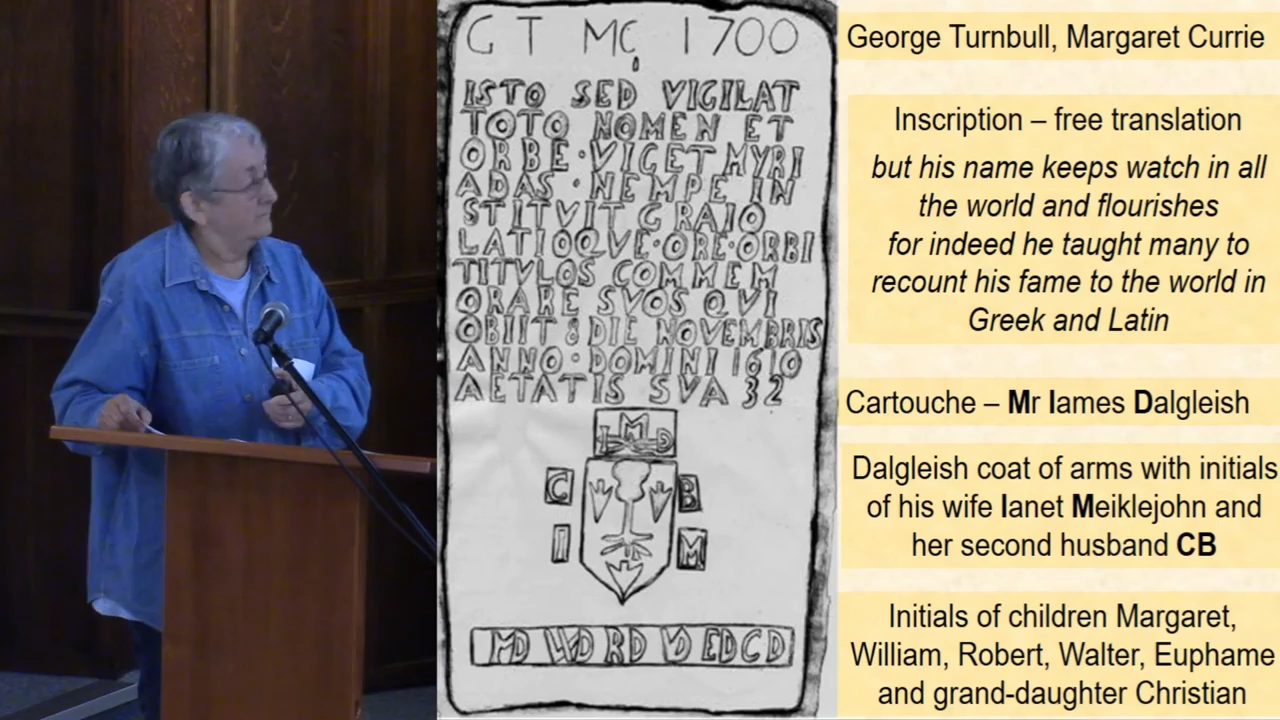 G T MC 1700
ISTO SED VIGILAT
TOTO NOMEN ET
ORBE · VIGET MYRI
ADAS · NEMPE IN
STITVIT GRAIO
LATIOQVE · ORE · ORBI
TITVLOS COMMEM
ORARE SVOS QVI
OBIIT 8 DIE NOVEMBRIS
ANNO · DOMINI 1610
AETATIS SVA 32
M
I D
C B
I M
MD WD RD VD ED CD
George Turnbull, Margaret Currie
Inscription – free translation
but his name keeps watch in all
the world and flourishes
for indeed he taught many to
recount his fame to the world in
Greek and Latin
Cartouche – Mr Iames Dalgleish
Dalgleish coat of arms with initials
of his wife Ianet Meiklejohn and
her second husband CB
Initials of children Margaret,
William, Robert, Walter, Euphame
and grand-daughter Christian